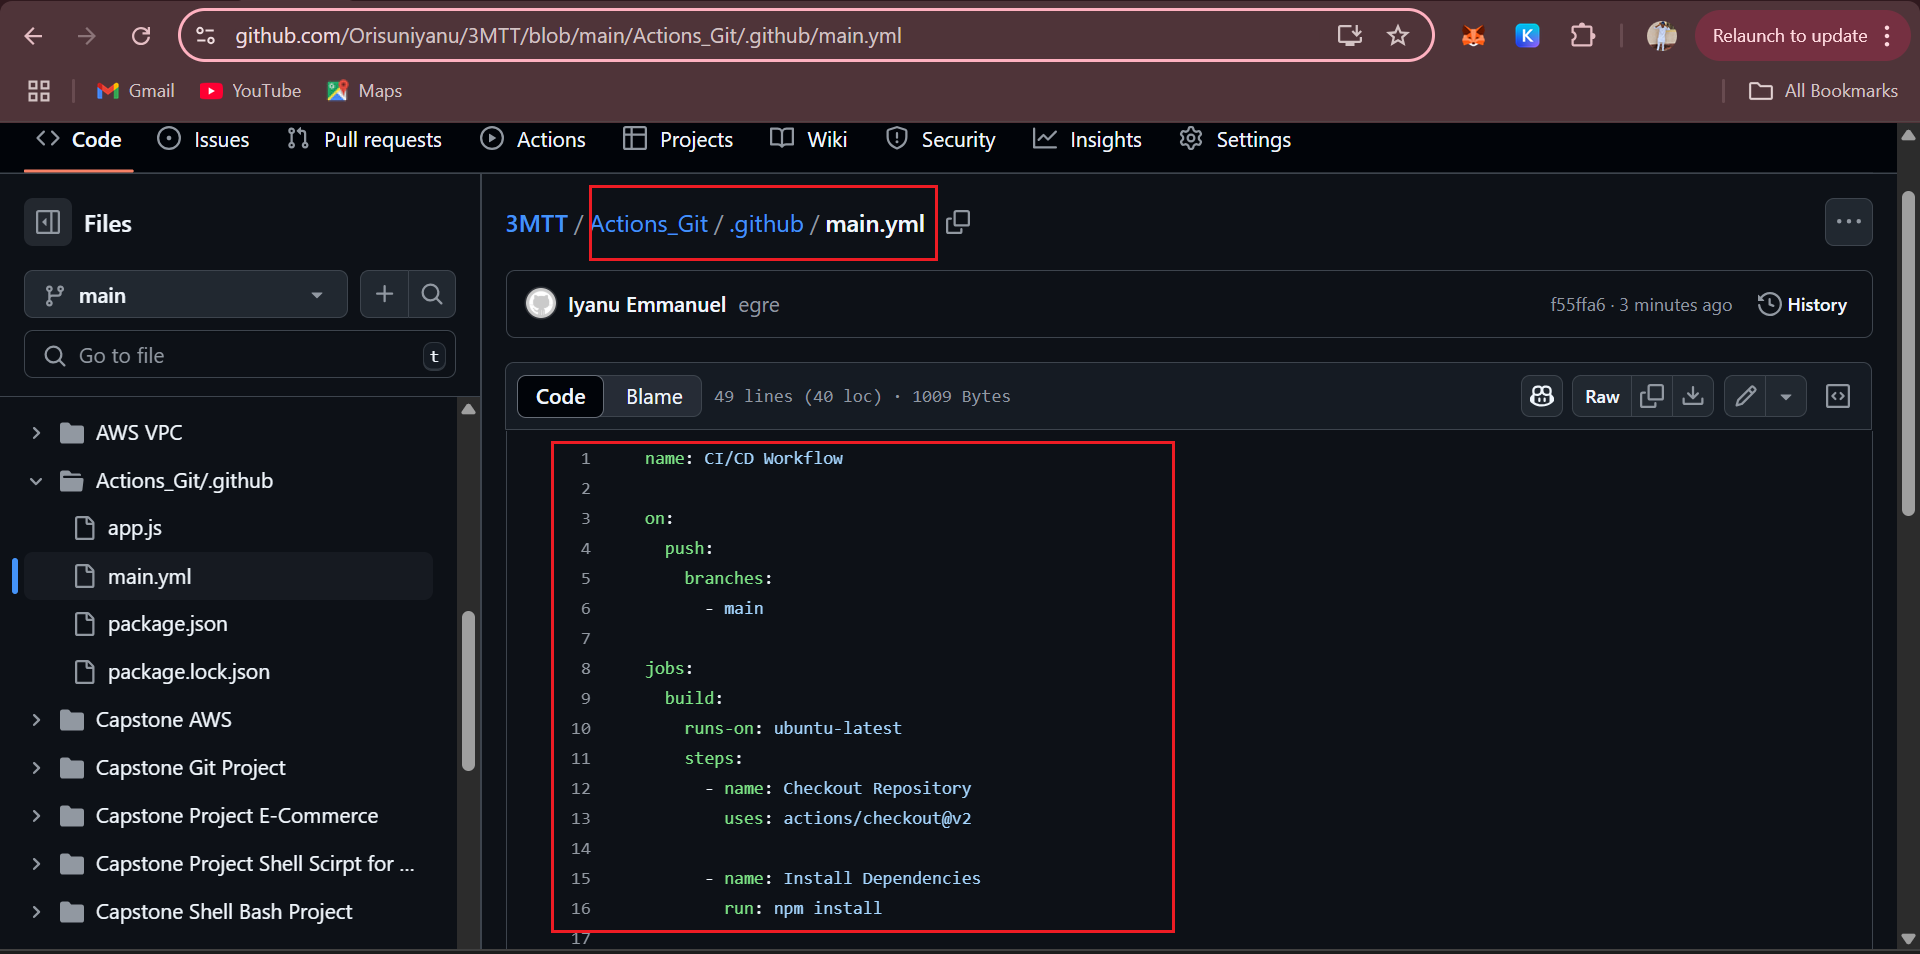 github.com/Orisuniyanu/3MTT/blob/main/Actions_Git/.github/main.yml
K
Relaunch to update
Gmail
YouTube
Maps
All Bookmarks
Code
Issues
Pull requests
Actions
Projects
Wiki
Security
Insights
Settings
Files
3MTT / Actions_Git / .github / main.yml
main
Iyanu Emmanuel egre
f55ffa6 · 3 minutes ago
History
Go to file
t
Code
Blame
49 lines (40 loc) · 1009 Bytes
Raw
AWS VPC
Actions_Git/.github
app.js
main.yml
package.json
package.lock.json
Capstone AWS
Capstone Git Project
Capstone Project E-Commerce
Capstone Project Shell Scirpt for ...
Capstone Shell Bash Project
1 name: CI/CD Workflow
2
3 on:
4 push:
5 branches:
6 - main
7
8 jobs:
9 build:
10 runs-on: ubuntu-latest
11 steps:
12 - name: Checkout Repository
13 uses: actions/checkout@v2
14
15 - name: Install Dependencies
16 run: npm install
17